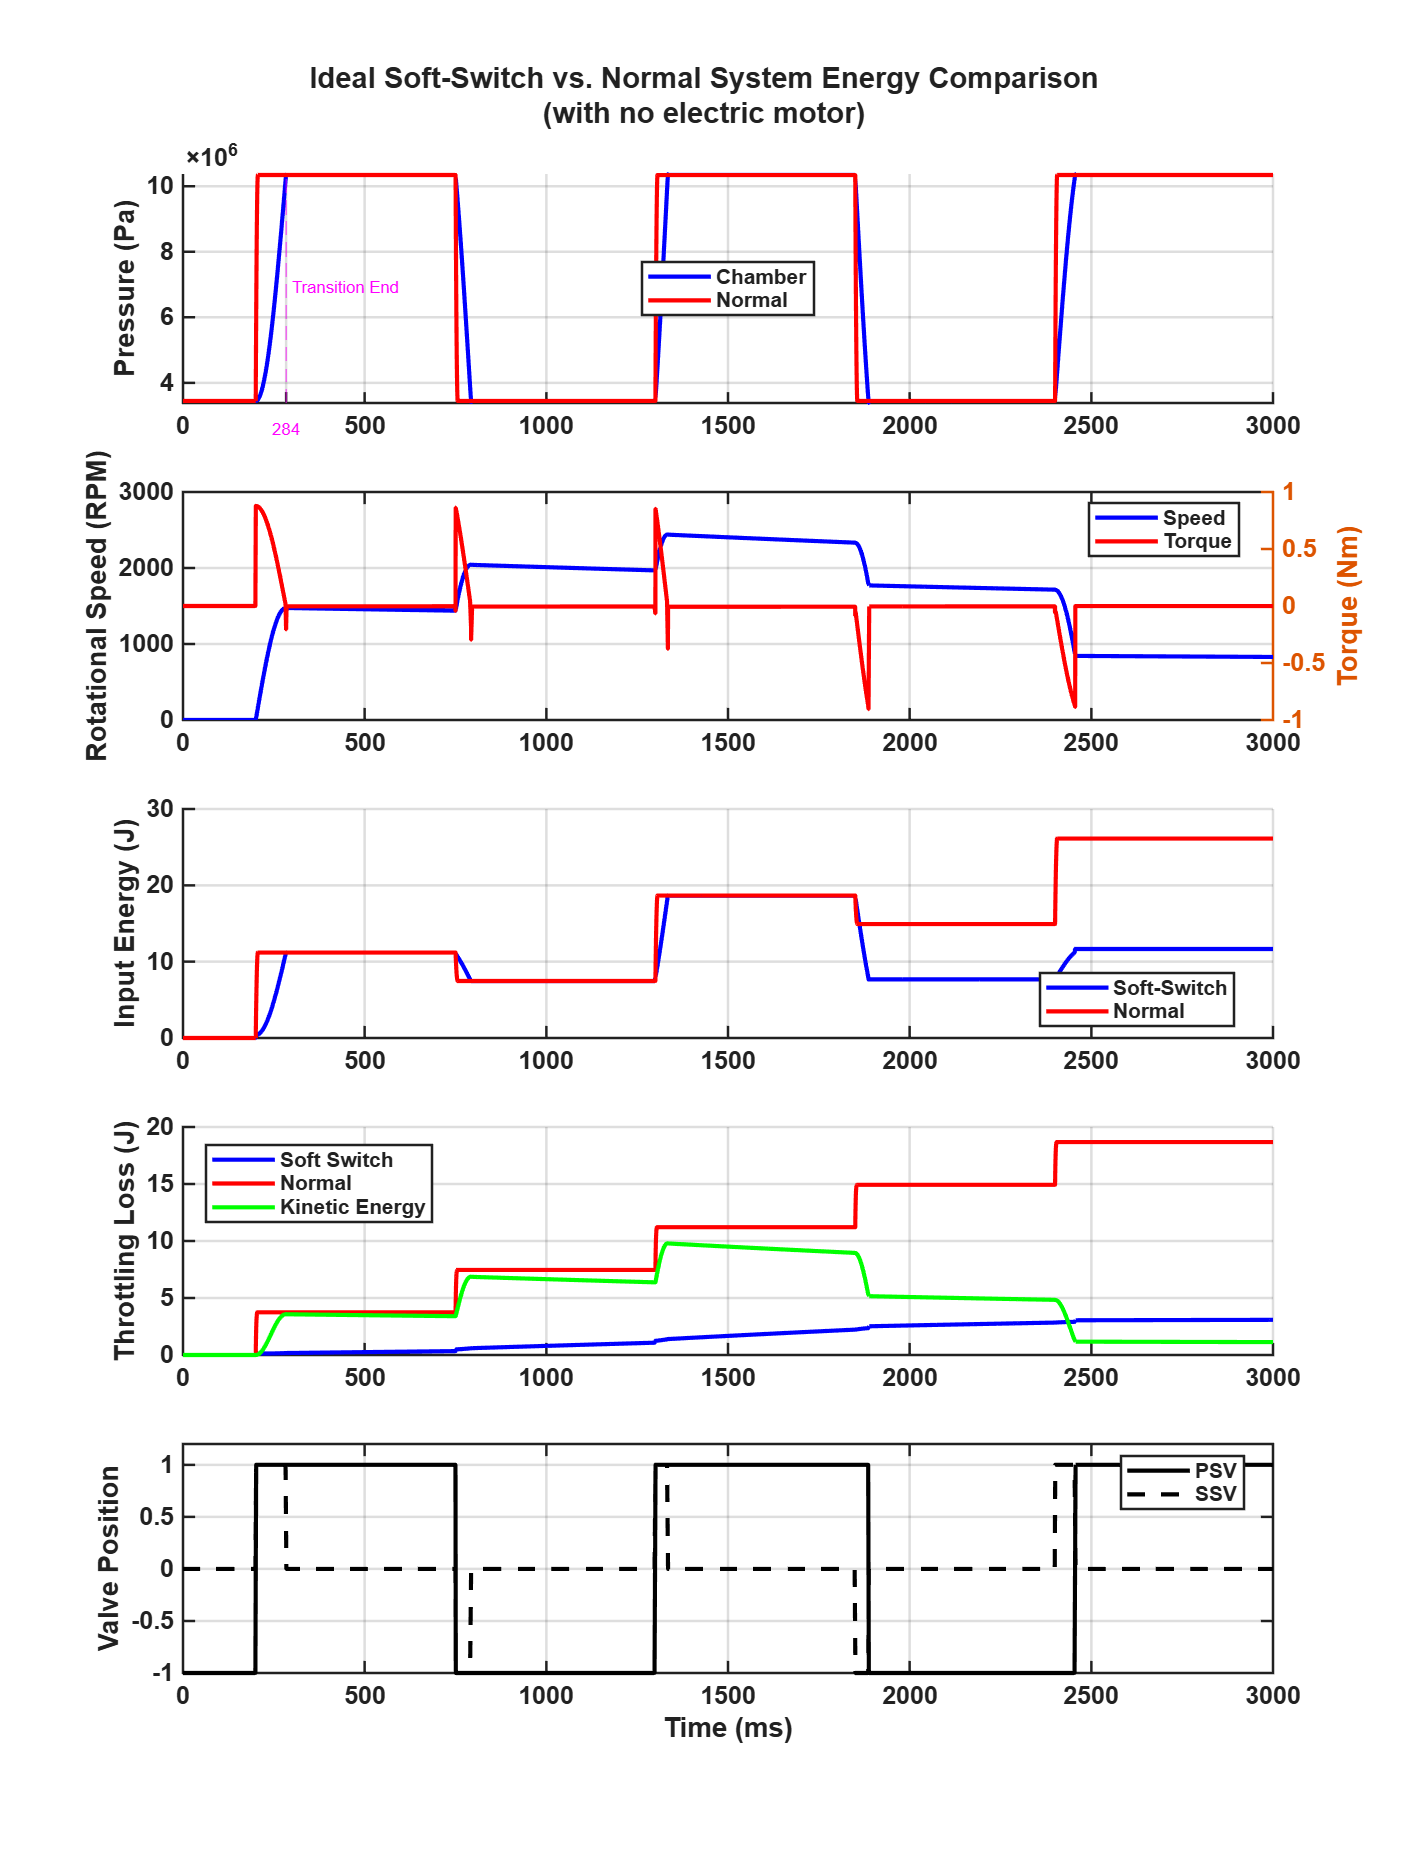 Ideal Soft-Switch vs. Normal System Energy Comparison
(with no electric motor)
×10^6
Pressure (Pa)
10
8
6
4
Transition End
Chamber
Normal
0 500 1000 1500 2000 2500 3000
284
Rotational Speed (RPM)
3000
2000
1000
0
Speed
Torque
1
0.5
0
-0.5
-1
Torque (Nm)
0 500 1000 1500 2000 2500 3000
Input Energy (J)
30
20
10
0
Soft-Switch
Normal
0 500 1000 1500 2000 2500 3000
Throttling Loss (J)
20
15
10
5
0
Soft Switch
Normal
Kinetic Energy
0 500 1000 1500 2000 2500 3000
Valve Position
1
0.5
0
-0.5
-1
PSV
SSV
0 500 1000 1500 2000 2500 3000
Time (ms)